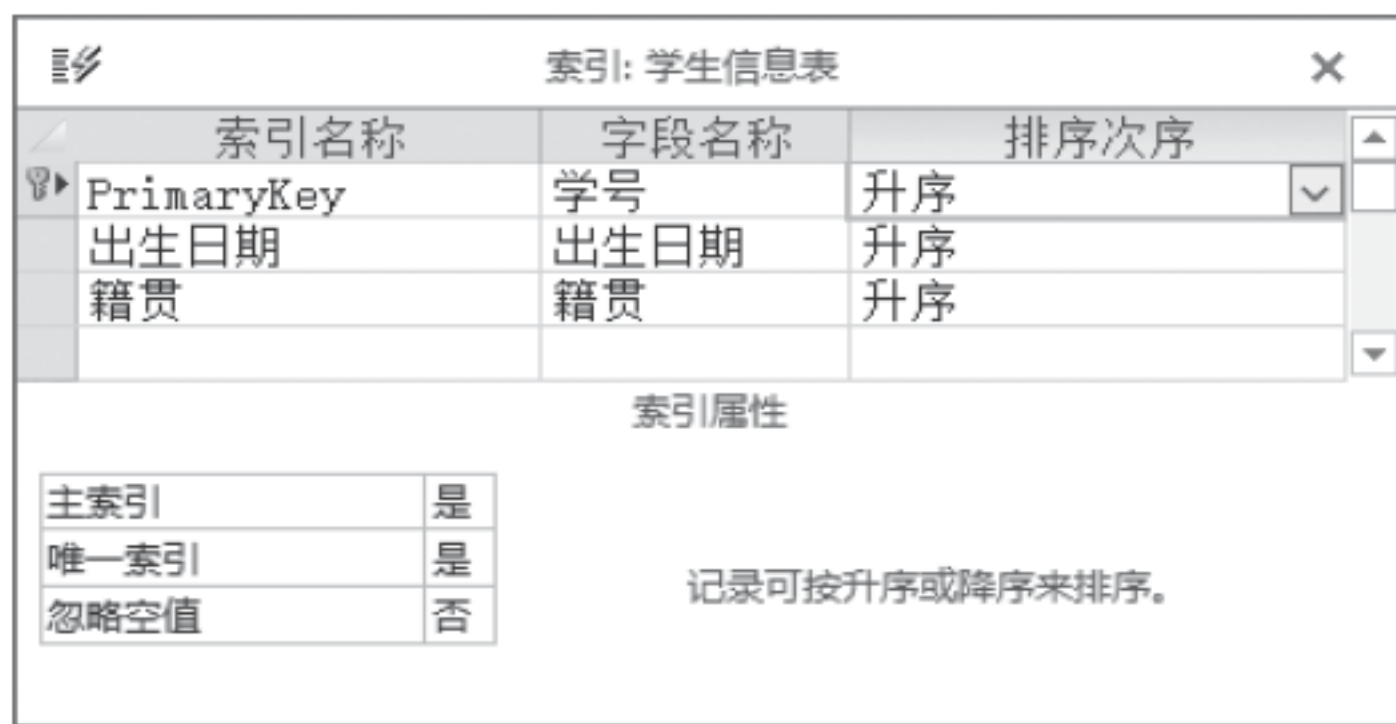 索引: 学生信息表
索引名称 字段名称 排序次序
PrimaryKey 学号 升序
出生日期 出生日期 升序
籍贯 籍贯 升序
索引属性
主索引 是
唯一索引 是
忽略空值 否
记录可按升序或降序来排序。